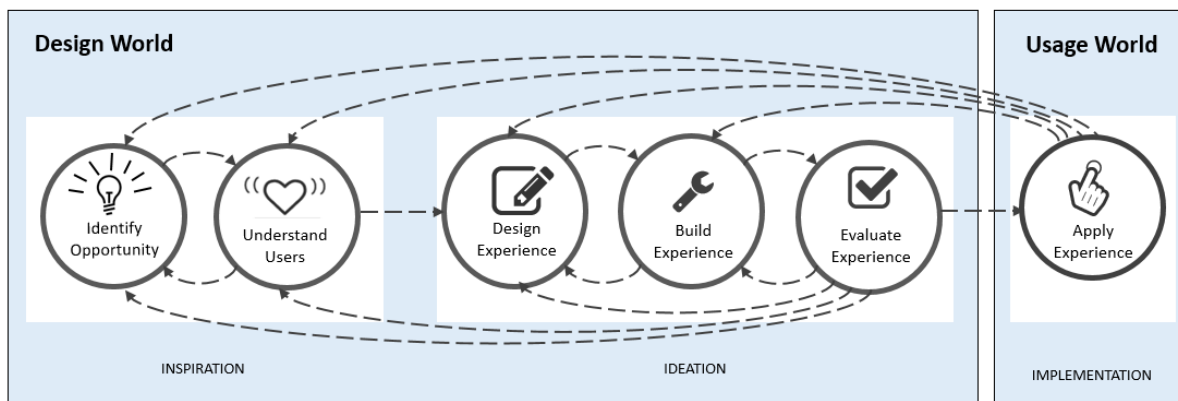 Design World
Usage World
Identify
Opportunity
Understand
Users
Design
Experience
Build
Experience
Evaluate
Experience
Apply
Experience
INSPIRATION
IDEATION
IMPLEMENTATION